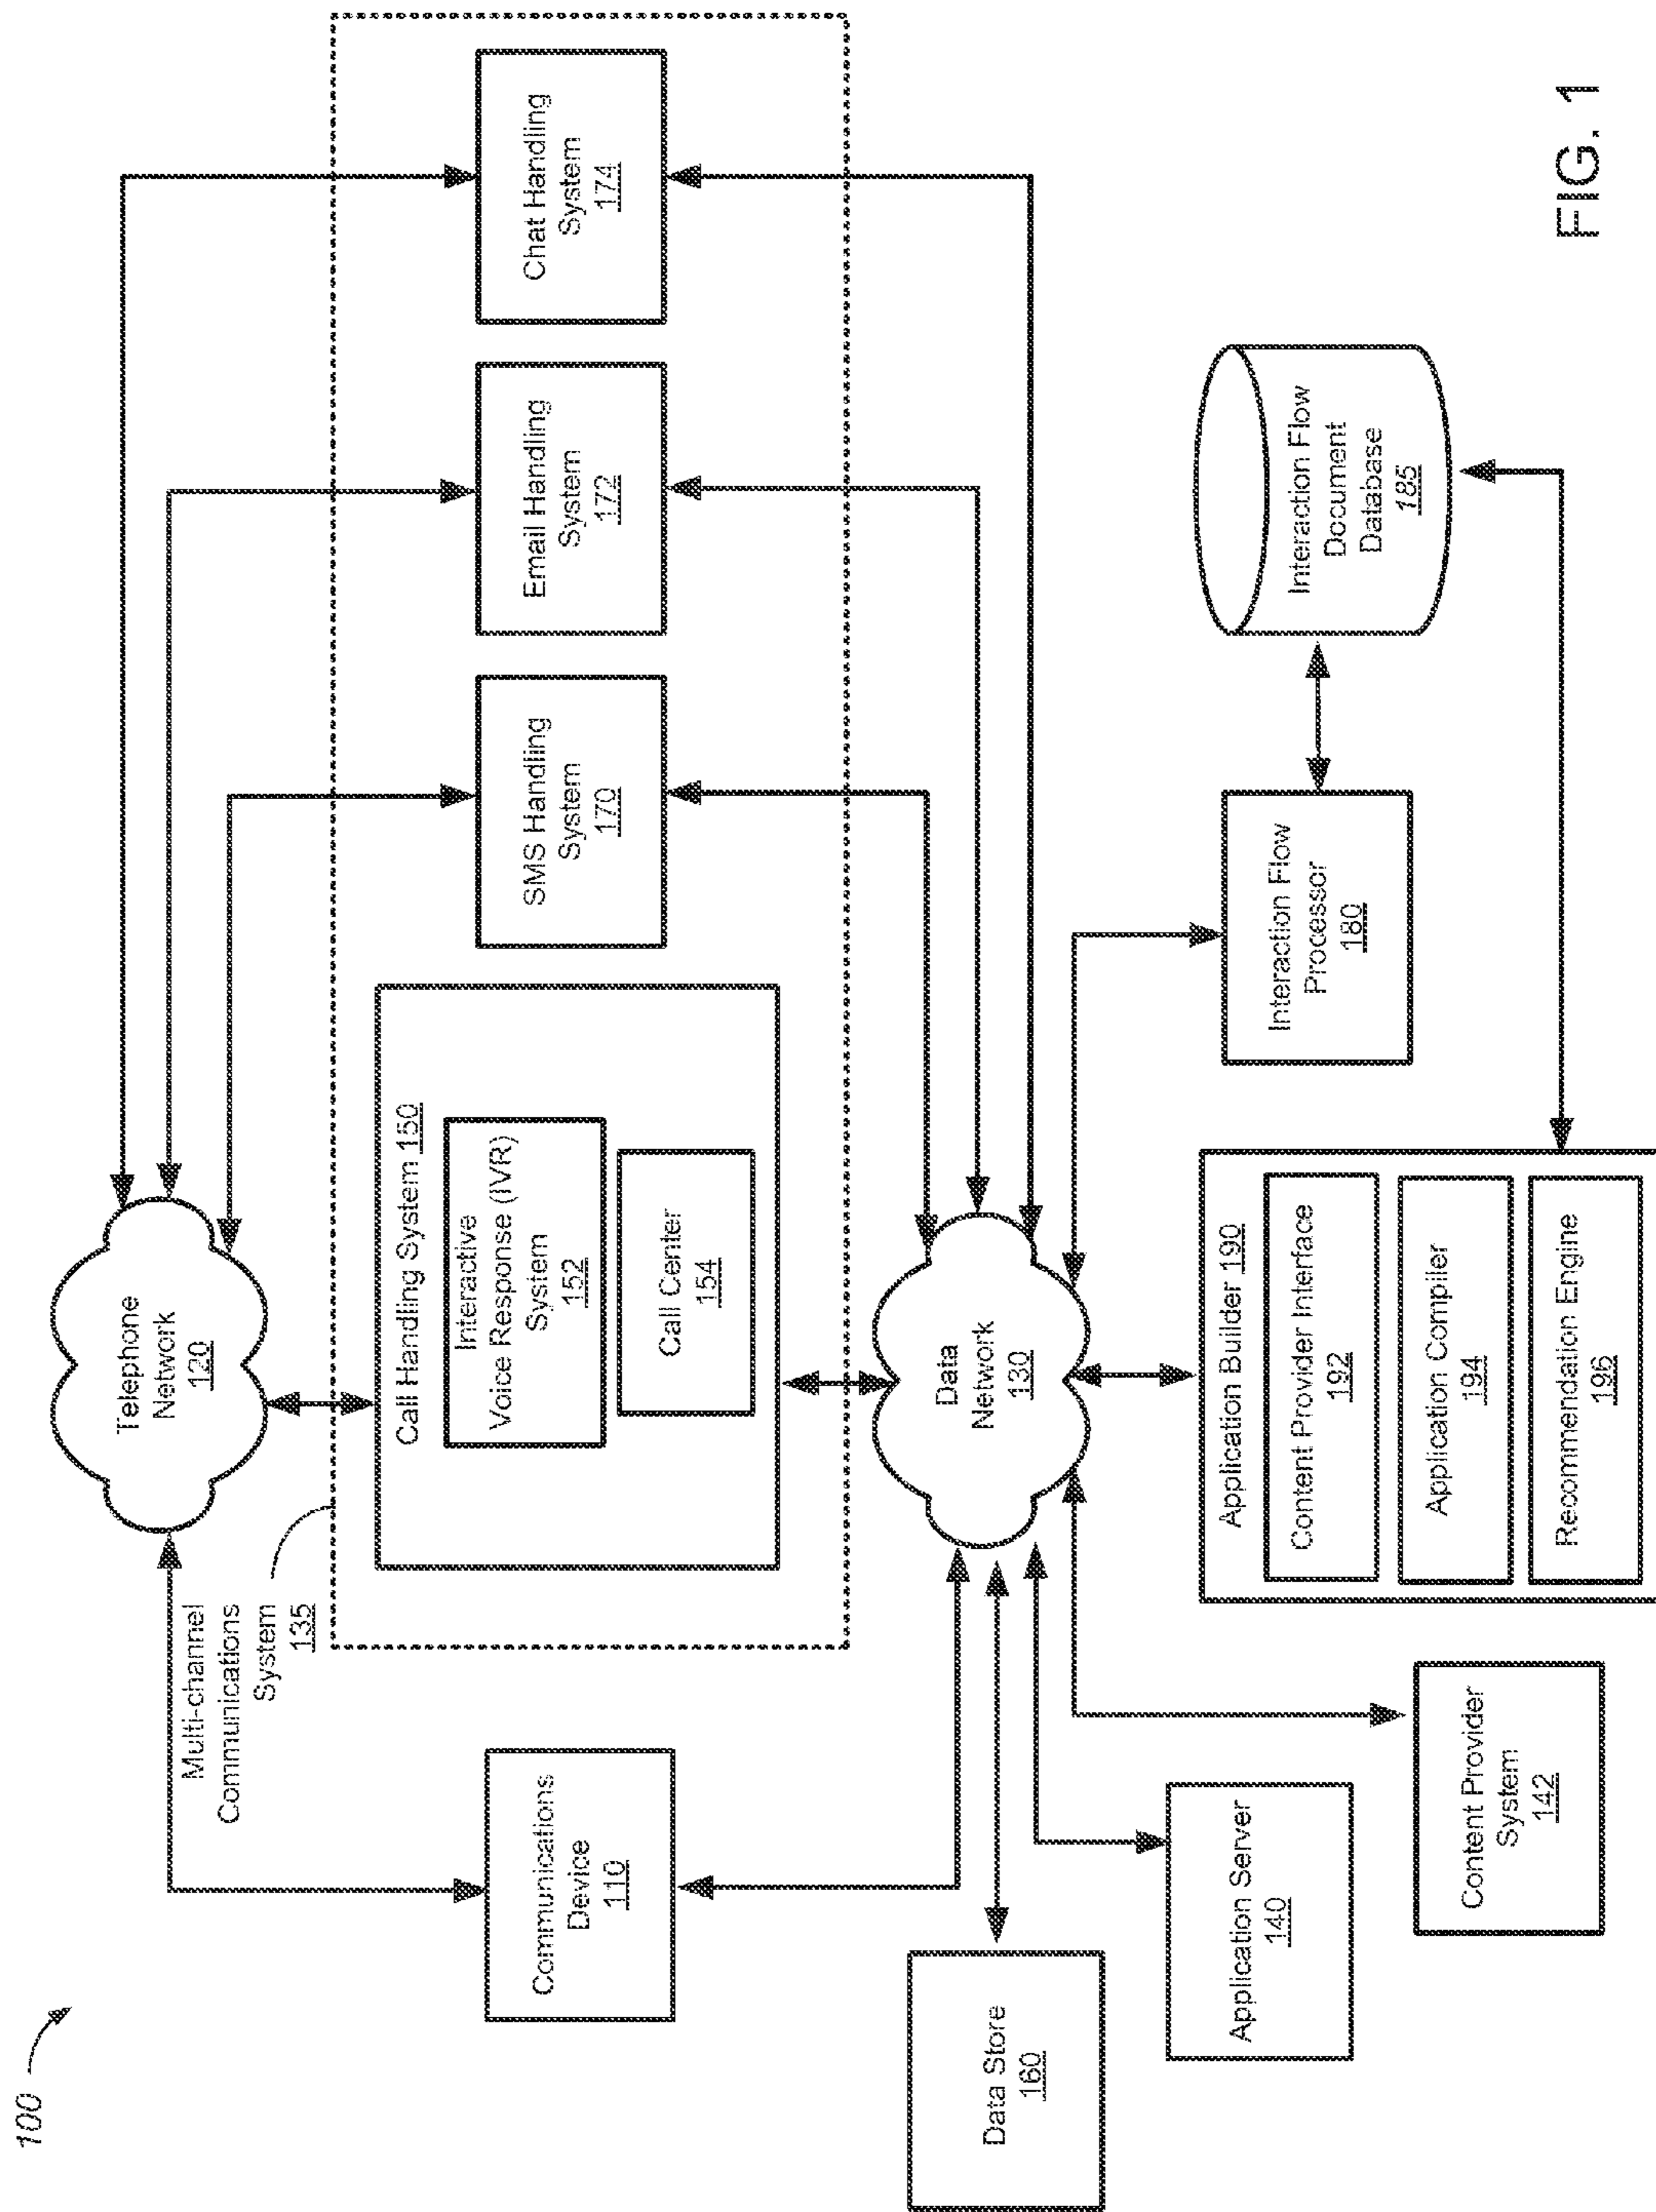 100
Telephone
Network
120
Multi-channel
Communications
System
135
Call Handling System 150
Interactive
Voice Response (IVR)
System
152
Call Center
154
SMS Handling
System
170
Email Handling
System
172
Chat Handling
System
174
Communications
Device
110
Data
Network
130
Data Store
160
Application Server
140
Content Provider
System
142
Application Builder 190
Content Provider Interface
192
Application Compiler
194
Recommendation Engine
196
Interaction Flow
Processor
180
Interaction Flow
Document
Database
185
FIG. 1